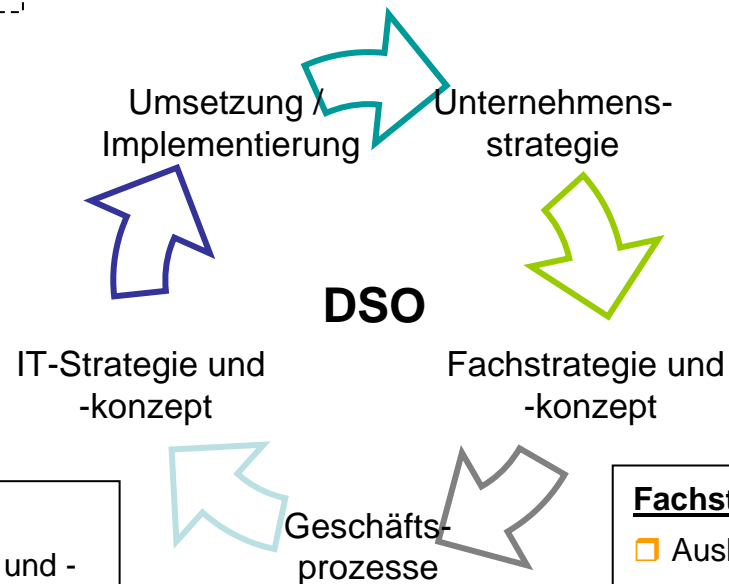 Umsetzung /
Implementierung
Unternehmens-
strategie
DSO
IT-Strategie und
-konzept
Fachstrategie und
-konzept
Geschäfts-
prozesse
und -